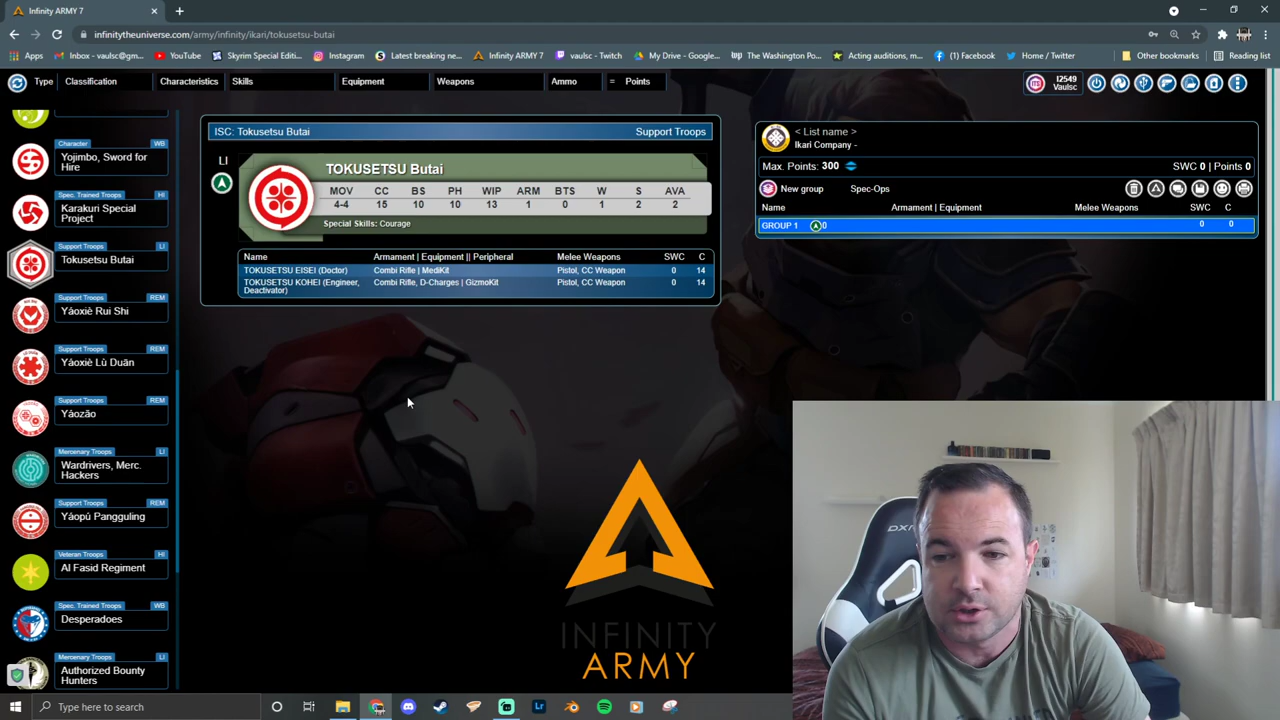 Infinity ARMY 7
infinitytheuniverse.com/army/infinity/ikari/tokusetsu-butai
Apps
Inbox - vaulsc@g...
YouTube
Skyrim Special Editi...
Instagram
Latest breaking ne...
Infinity ARMY 7
vaulsc - Twitch
My Drive - Google...
The Washington Po...
Acting auditions, m...
(1) Facebook
Home / Twitter
Other bookmarks
Reading list
Type
Classification
Characteristics
Skills
Equipment
Weapons
Ammo
=
Points
I2549
Vaulsc
Character WB
Yojimbo, Sword for
Hire
Spec. Trained Troops HI
Karakuri Special
Project
Support Troops LI
Tokusetsu Butai
Support Troops REM
Yáoxiè Rui Shi
Support Troops REM
Yáoxiè Lù Duān
Support Troops REM
Yáozăo
Mercenary Troops LI
Wardrivers, Merc.
Hackers
Support Troops REM
Yáopú Pangguling
Veteran Troops HI
Al Fasid Regiment
Spec. Trained Troops WB
Desperadoes
Mercenary Troops LI
Authorized Bounty
Hunters
ISC: Tokusetsu Butai Support Troops
LI
TOKUSETSU Butai
MOV CC BS PH WIP ARM BTS W S AVA
4-4 15 10 10 13 1 0 1 2 2
Special Skills: Courage
Name Armament | Equipment || Peripheral Melee Weapons SWC C
TOKUSETSU EISEI (Doctor) Combi Rifle | MediKit Pistol, CC Weapon 0 14
TOKUSETSU KOHEI (Engineer, Combi Rifle, D-Charges | GizmoKit Pistol, CC Weapon 0 14
Deactivator)
< List name >
Ikari Company -
Max. Points: 300 SWC 0 | Points 0
New group Spec-Ops
Name Armament | Equipment Melee Weapons SWC C
GROUP 1 0 0 0
INFINITY
ARMY
Type here to search